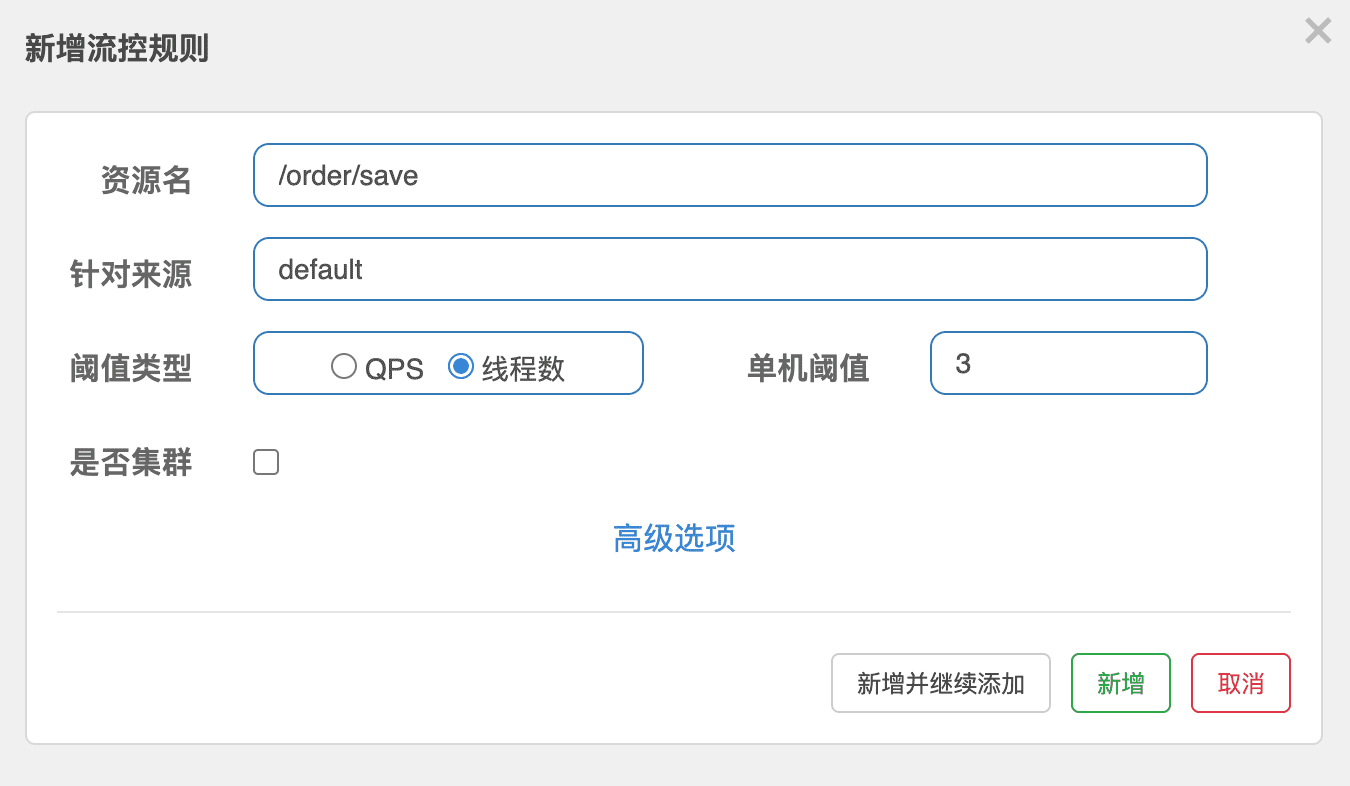 新增流控规则
资源名 /order/save
针对来源 default
阈值类型 QPS 线程数 单机阈值 3
是否集群
高级选项
新增并继续添加 新增 取消